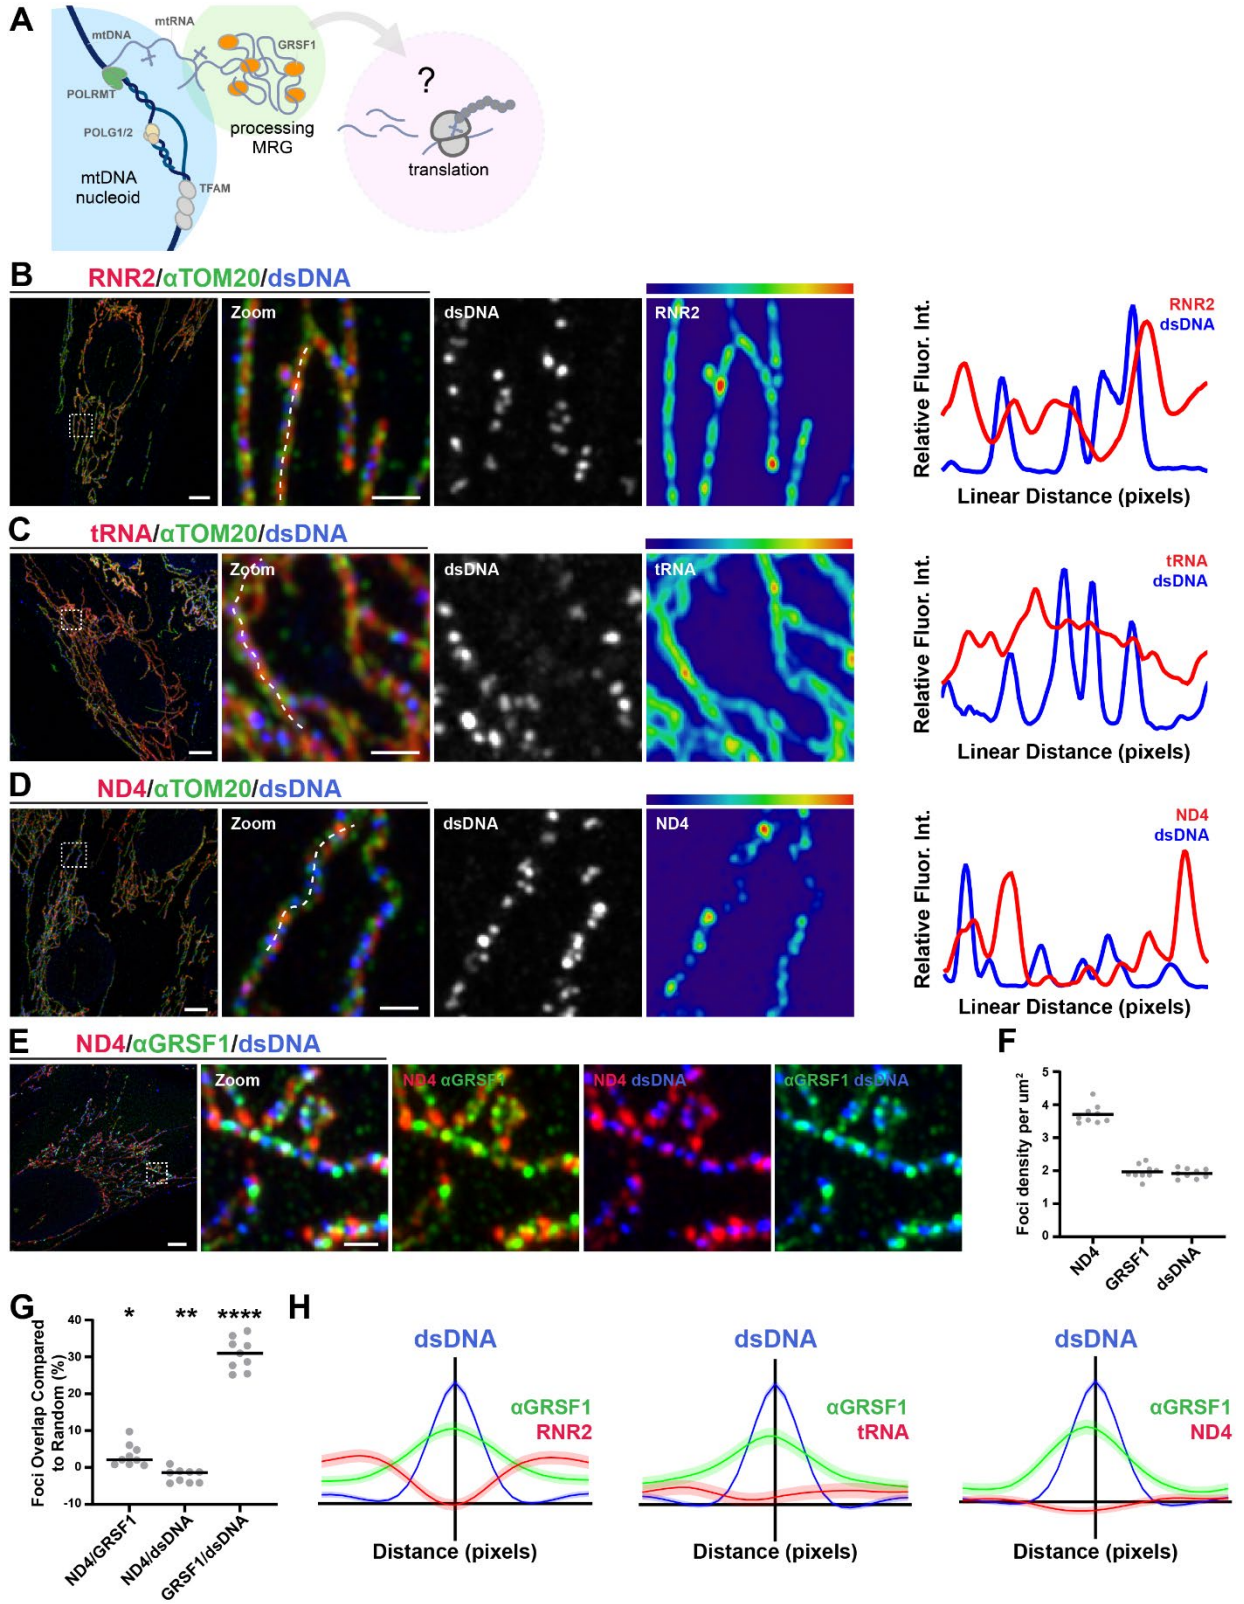 A
mtDNA
mtRNA
GRSF1
POLRMT
POLG1/2
TFAM
mtDNA
nucleoid
processing
MRG
?
translation
B
RNR2/αTOM20/dsDNA
Zoom
dsDNA
RNR2
Relative Fluor. Int.
RNR2
dsDNA
Linear Distance (pixels)
C
tRNA/αTOM20/dsDNA
Zoom
dsDNA
tRNA
Relative Fluor. Int.
tRNA
dsDNA
Linear Distance (pixels)
D
ND4/αTOM20/dsDNA
Zoom
dsDNA
ND4
Relative Fluor. Int.
ND4
dsDNA
Linear Distance (pixels)
E
ND4/αGRSF1/dsDNA
Zoom
ND4 αGRSF1
ND4 dsDNA
αGRSF1 dsDNA
F
Foci density per um²
5
4
3
2
1
0
ND4
GRSF1
dsDNA
G
Foci Overlap Compared
to Random (%)
* ** ****
40
30
20
10
0
-10
ND4/GRSF1
ND4/dsDNA
GRSF1/dsDNA
H
dsDNA
αGRSF1
RNR2
Distance (pixels)
dsDNA
αGRSF1
tRNA
Distance (pixels)
dsDNA
αGRSF1
ND4
Distance (pixels)